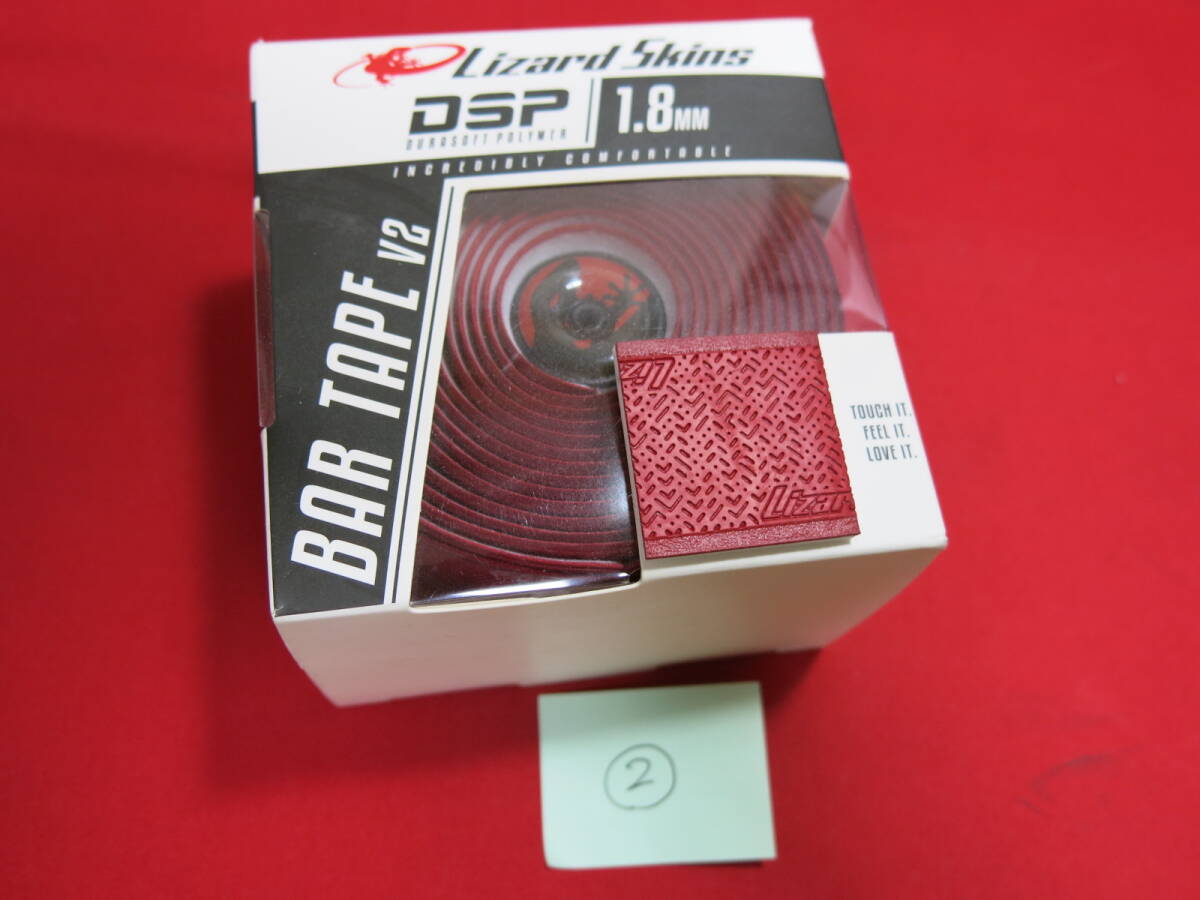 Lizard Skins
DSP
DURASOFT POLYMER
1.8MM
INCREDIBLY COMFORTABLE
BAR TAPE V2
TOUCH IT.
FEEL IT.
LOVE IT.
Lizar
2